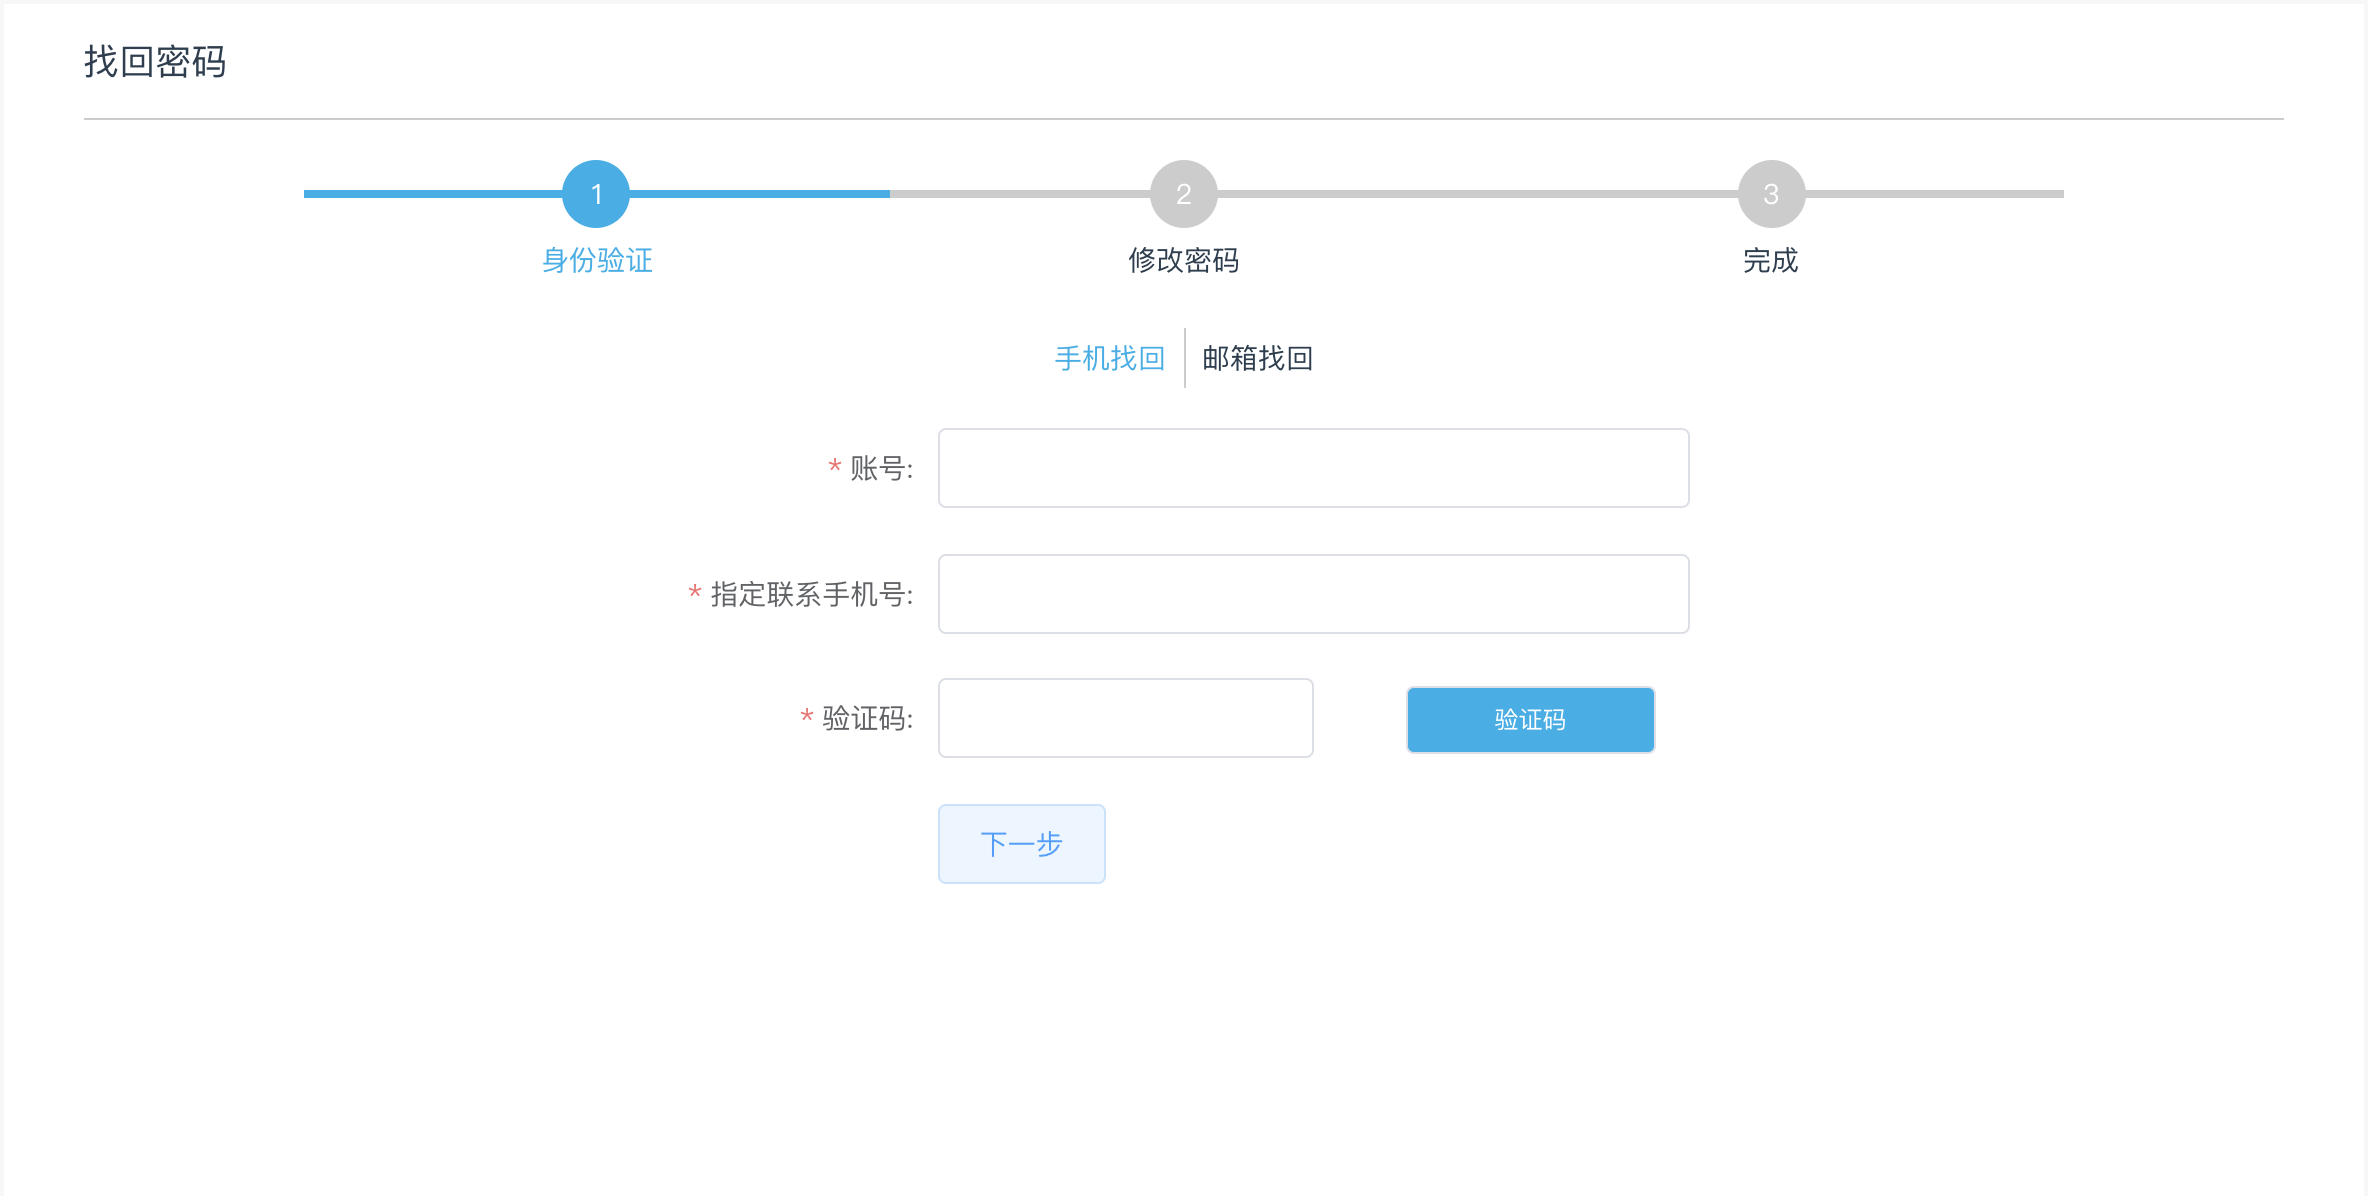 找回密码
1
2
3
身份验证
修改密码
完成
手机找回
邮箱找回
* 账号:
* 指定联系手机号:
* 验证码:
验证码
下一步